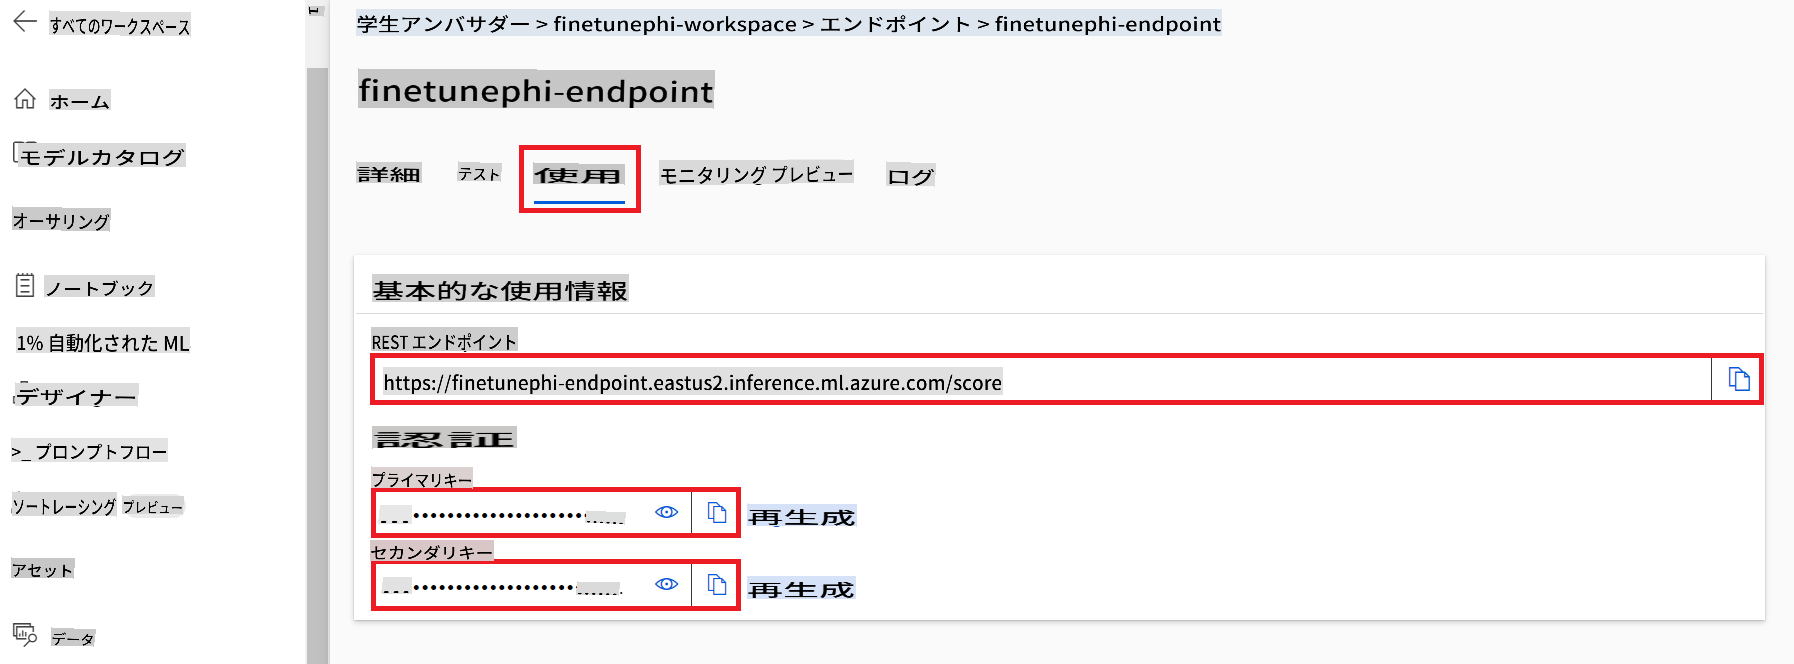 すべてのワークスペース
ホーム
モデルカタログ
オーサリング
ノートブック
1% 自動化された ML
デザイナー
>_ プロンプトフロー
ソートレーシング プレビュー
アセット
データ
学生アンバサダー > finetunephi-workspace > エンドポイント > finetunephi-endpoint
finetunephi-endpoint
詳細 テスト 使用 モニタリング プレビュー ログ
基本的な使用情報
REST エンドポイント
https://finetunephi-endpoint.eastus2.inference.ml.azure.com/score
認証
プライマリキー
再生成
セカンダリキー
再生成